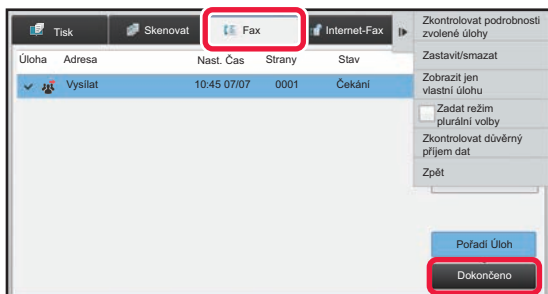 Tisk Skenovat Fax Internet-Fax
Úloha Adresa Nast. Čas Strany Stav
Vysílat 10:45 07/07 0001 Čekání
Zkontrolovat podrobnosti
zvolené úlohy
Zastavit/smazat
Zobrazit jen
vlastní úlohu
Zadat režim
plurální volby
Zkontrolovat důvěrný
příjem dat
Zpět
Pořadí Úloh
Dokončeno